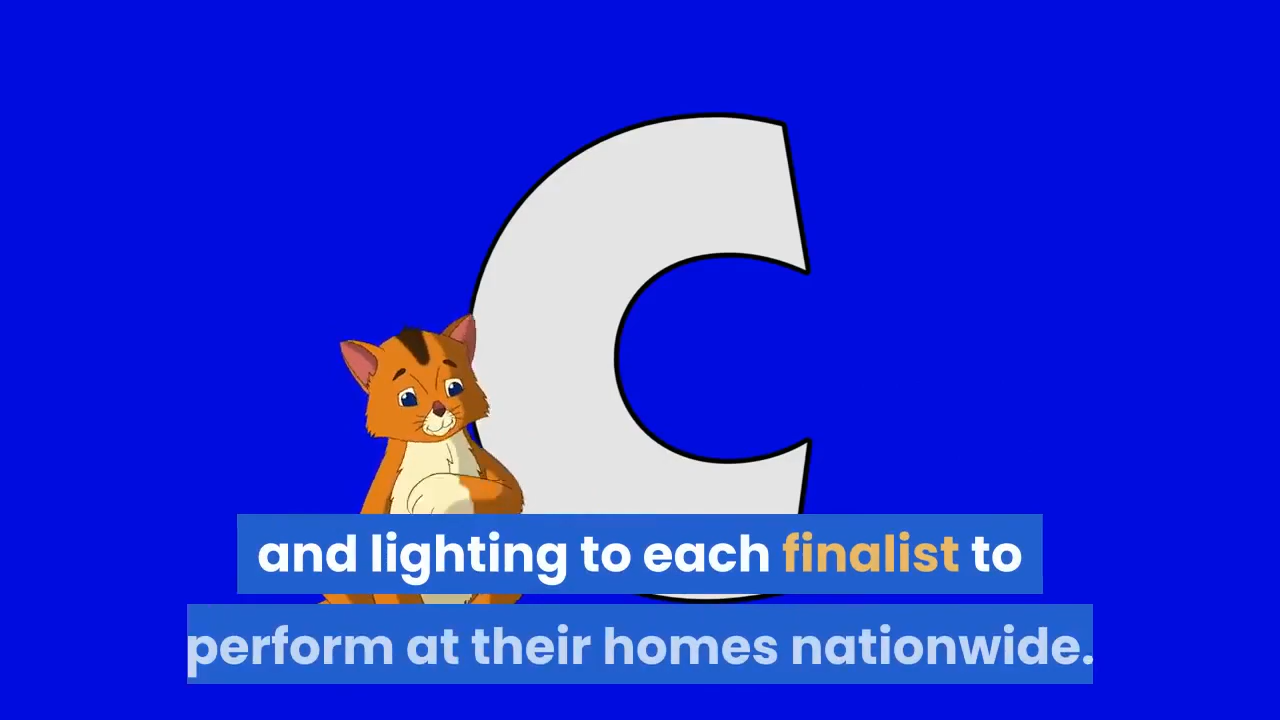 C
and lighting to each finalist to
perform at their homes nationwide.